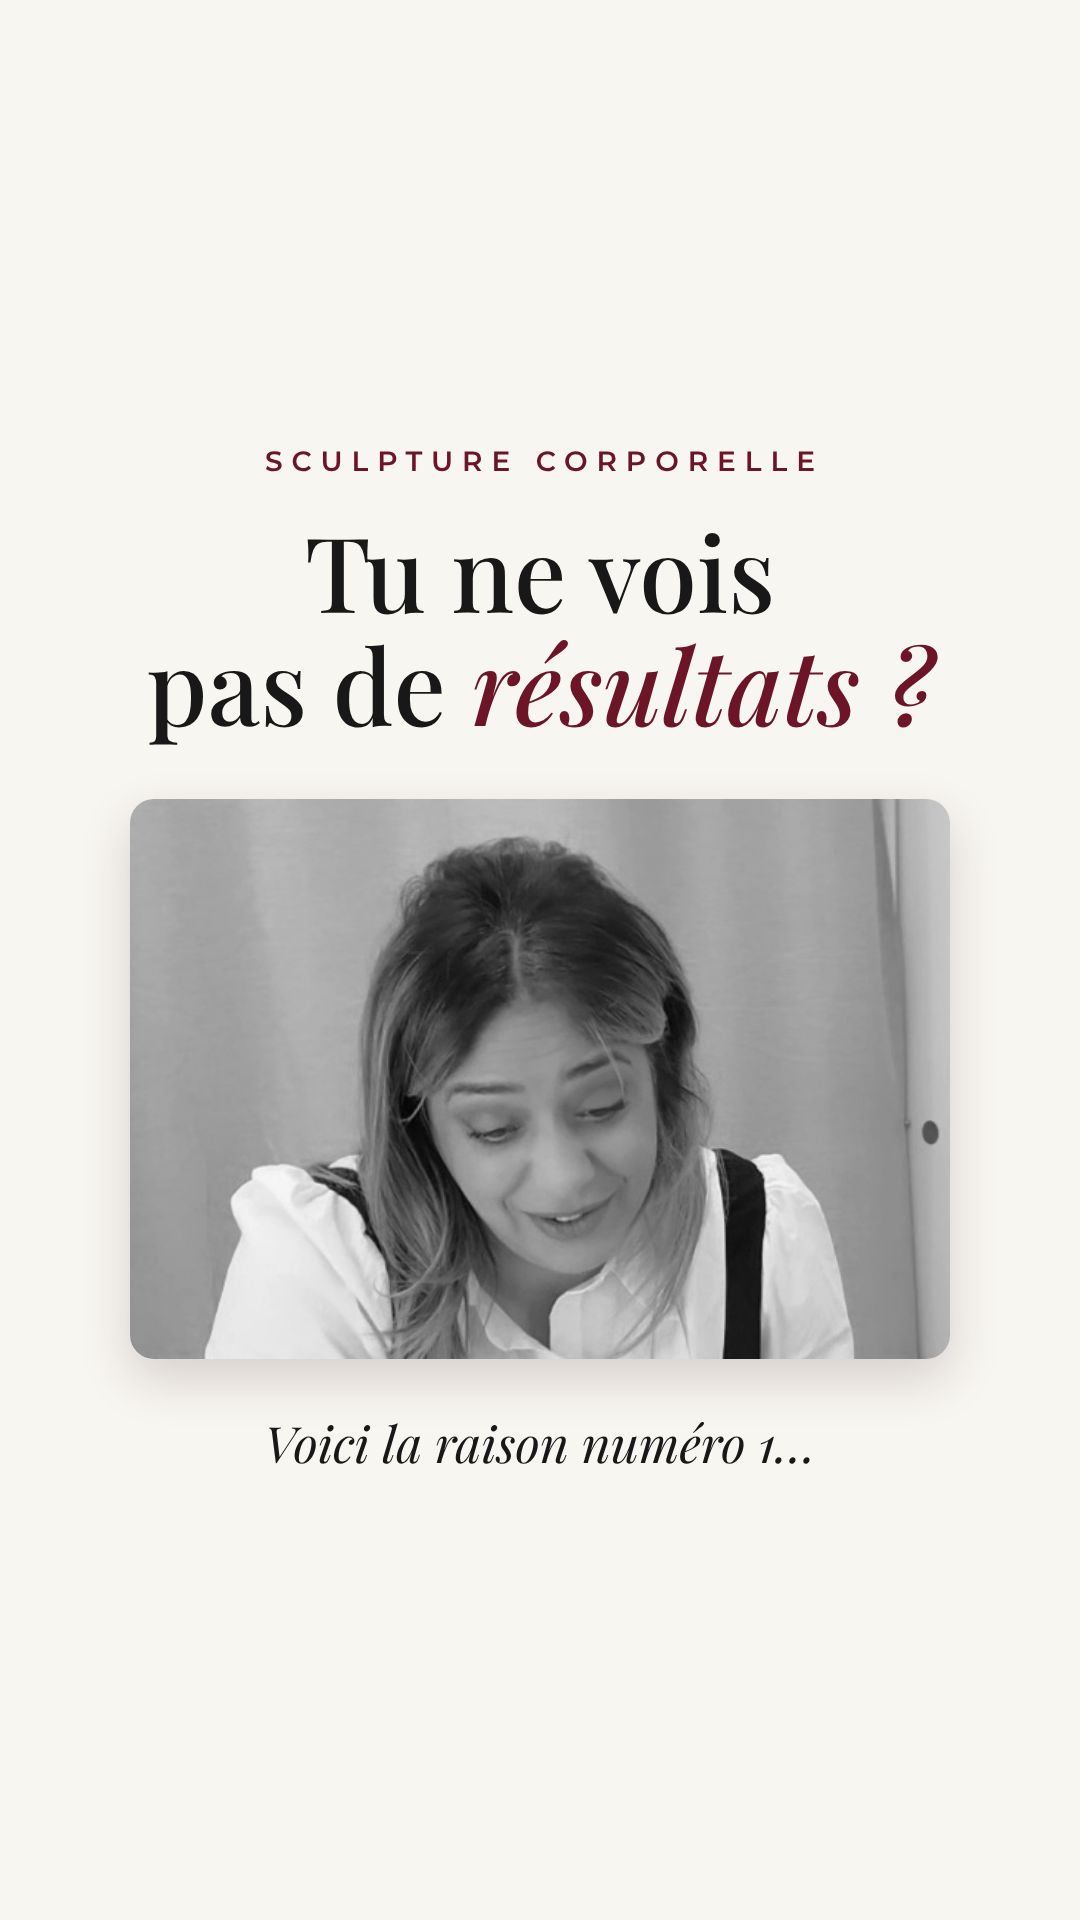 SCULPTURE CORPORELLE
Tu ne vois
pas de résultats ?
Voici la raison numéro 1...